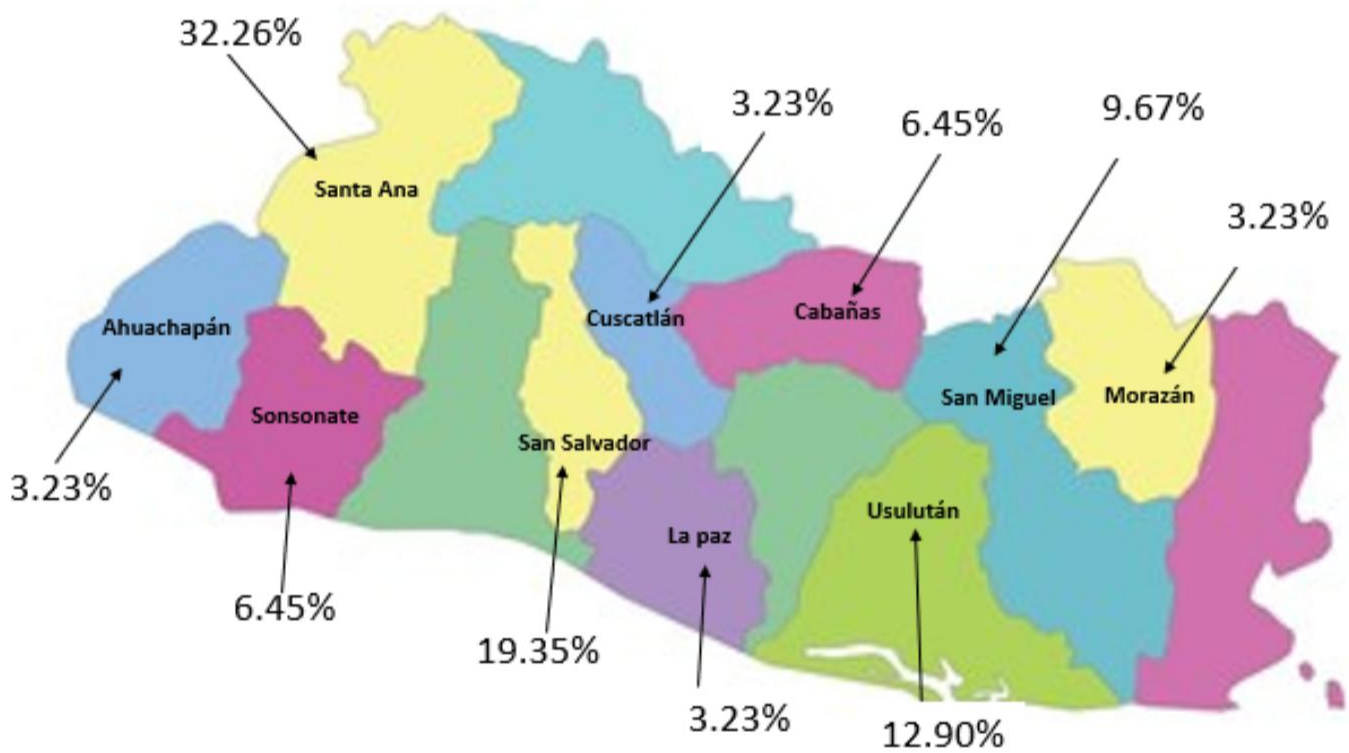 32.26%
3.23%
6.45%
9.67%
3.23%
Santa Ana
Ahuachapán
Cuscatlán
Cabañas
San Miguel
Morazán
Sonsonate
San Salvador
Usulután
La paz
3.23%
6.45%
19.35%
3.23%
12.90%